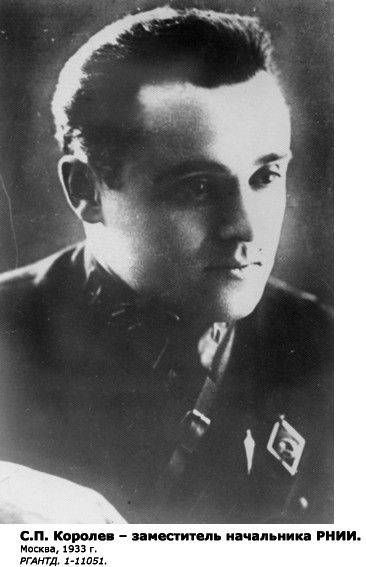 С.П. Королев – заместитель начальника РНИИ.
Москва, 1933 г.
РГАНТД. 1-11051.